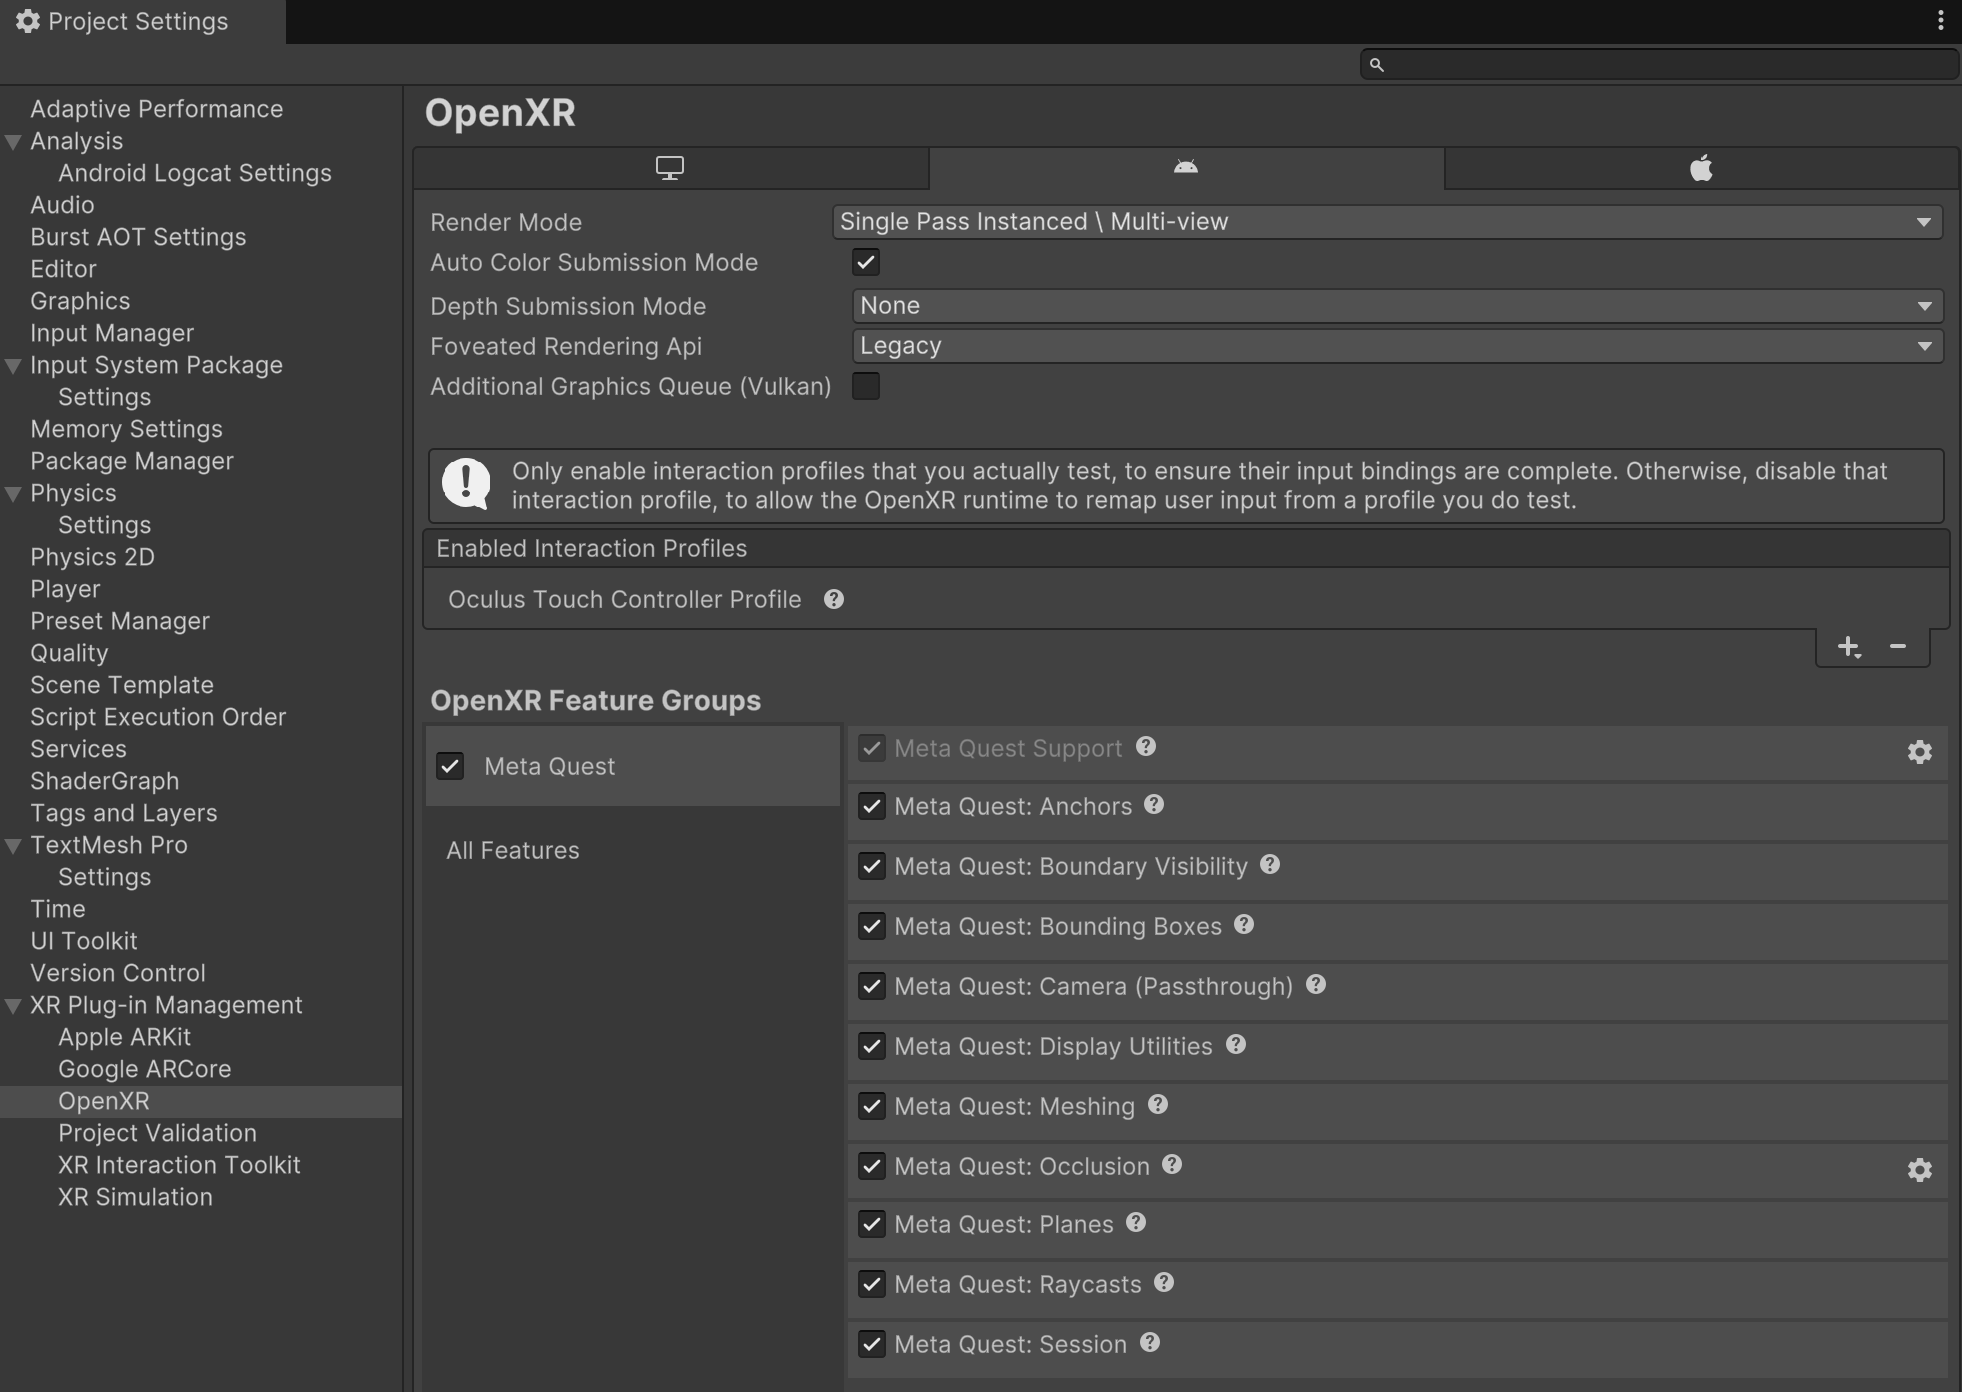 Project Settings
Adaptive Performance
Analysis
Android Logcat Settings
Audio
Burst AOT Settings
Editor
Graphics
Input Manager
Input System Package
Settings
Memory Settings
Package Manager
Physics
Settings
Physics 2D
Player
Preset Manager
Quality
Scene Template
Script Execution Order
Services
ShaderGraph
Tags and Layers
TextMesh Pro
Settings
Time
UI Toolkit
Version Control
XR Plug-in Management
Apple ARKit
Google ARCore
OpenXR
Project Validation
XR Interaction Toolkit
XR Simulation
OpenXR
Render Mode Single Pass Instanced \ Multi-view
Auto Color Submission Mode
Depth Submission Mode None
Foveated Rendering Api Legacy
Additional Graphics Queue (Vulkan)
Only enable interaction profiles that you actually test, to ensure their input bindings are complete. Otherwise, disable that
interaction profile, to allow the OpenXR runtime to remap user input from a profile you do test.
Enabled Interaction Profiles
Oculus Touch Controller Profile
OpenXR Feature Groups
Meta Quest
All Features
Meta Quest Support
Meta Quest: Anchors
Meta Quest: Boundary Visibility
Meta Quest: Bounding Boxes
Meta Quest: Camera (Passthrough)
Meta Quest: Display Utilities
Meta Quest: Meshing
Meta Quest: Occlusion
Meta Quest: Planes
Meta Quest: Raycasts
Meta Quest: Session